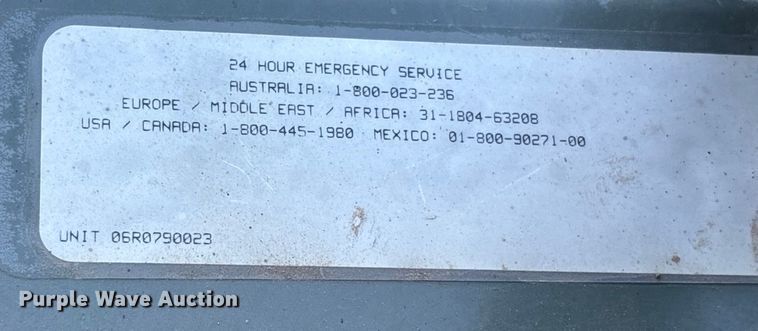 24 HOUR EMERGENCY SERVICE
AUSTRALIA: 1-800-023-236
EUROPE / MIDDLE EAST / AFRICA: 31-1804-63208
USA / CANADA: 1-800-445-1980 MEXICO: 01-800-90271-00
UNIT 06R0790023
Purple Wave Auction